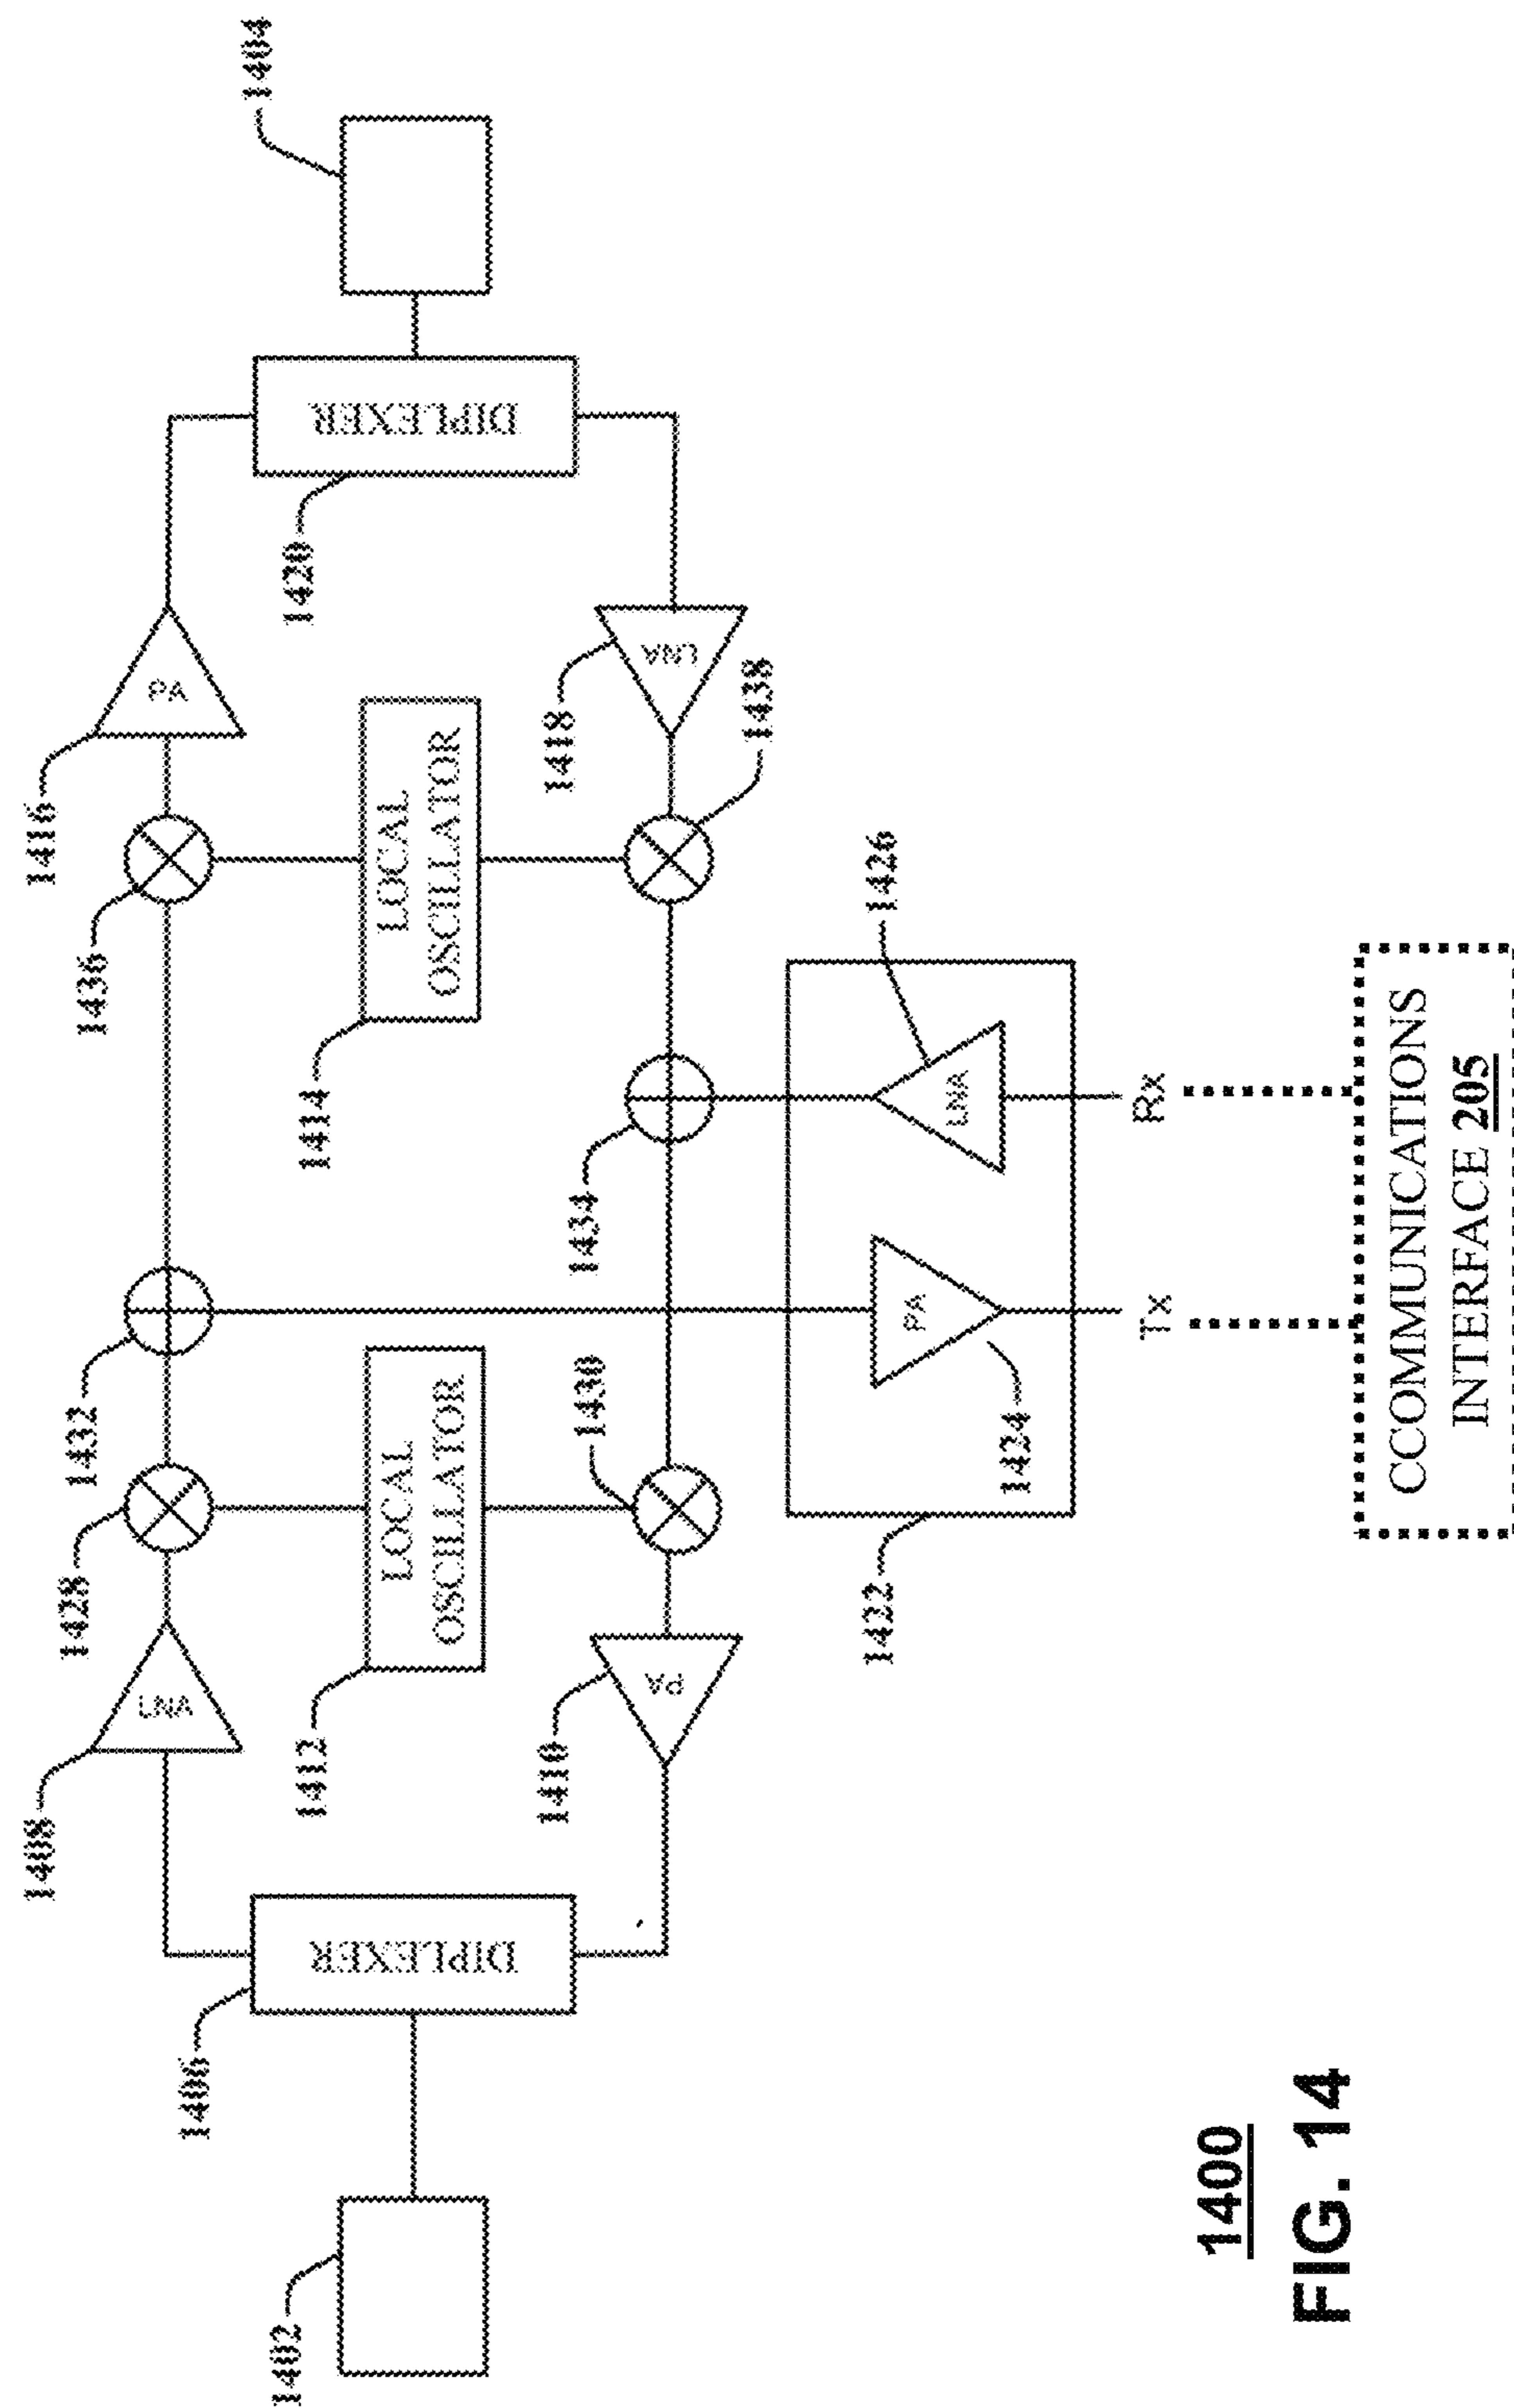 1404
1416
DIPLEXER
1420
PA
1436
LNA
1418
1438
LOCAL
OSCILLATOR
1414
1426
LNA
1434
Rx
1432
PA
Tx
1424
1430
LOCAL
OSCILLATOR
1428
1412
1422
LNA
1408
PA
1410
DIPLEXER
1406
1402
CCOMMUNICATIONS
INTERFACE 205
1400
FIG. 14